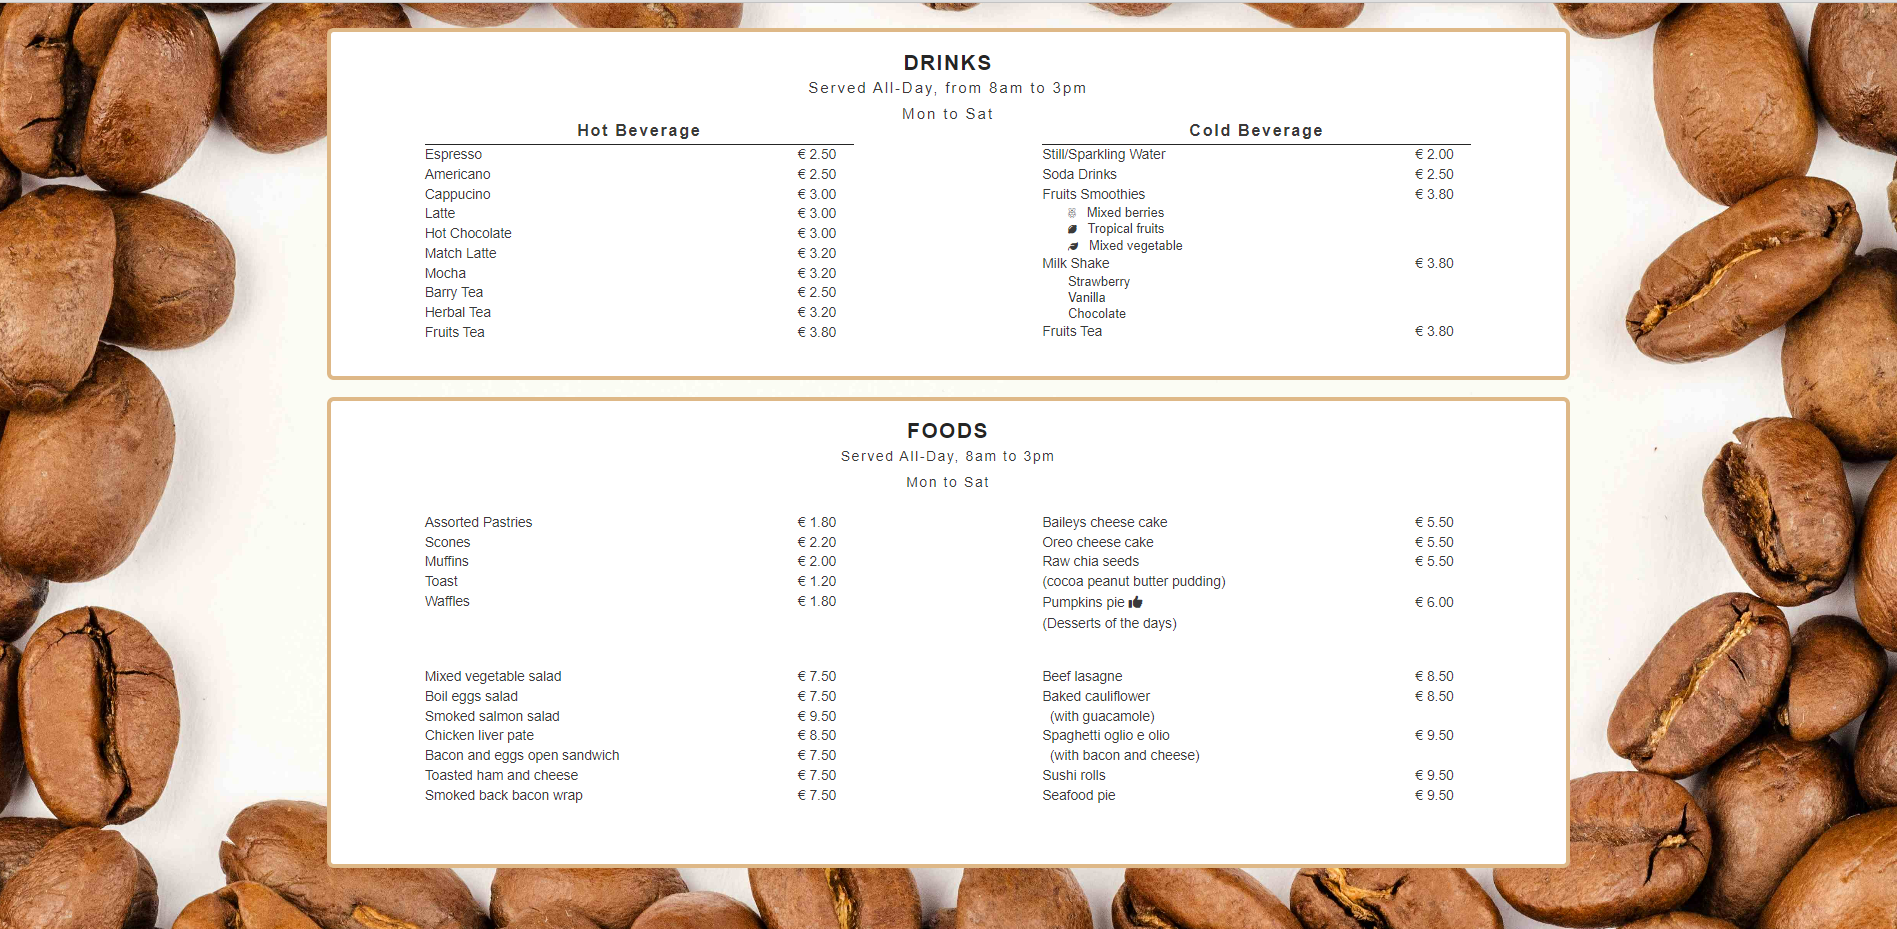 DRINKS
Served All-Day, from 8am to 3pm
Mon to Sat
Hot Beverage
Espresso € 2.50
Americano € 2.50
Cappucino € 3.00
Latte € 3.00
Hot Chocolate € 3.00
Match Latte € 3.20
Mocha € 3.20
Barry Tea € 2.50
Herbal Tea € 3.20
Fruits Tea € 3.80
Cold Beverage
Still/Sparkling Water € 2.00
Soda Drinks € 2.50
Fruits Smoothies € 3.80
Mixed berries
Tropical fruits
Mixed vegetable
Milk Shake € 3.80
Strawberry
Vanilla
Chocolate
Fruits Tea € 3.80
FOODS
Served All-Day, 8am to 3pm
Mon to Sat
Assorted Pastries € 1.80
Scones € 2.20
Muffins € 2.00
Toast € 1.20
Waffles € 1.80
Baileys cheese cake € 5.50
Oreo cheese cake € 5.50
Raw chia seeds € 5.50
(cocoa peanut butter pudding)
Pumpkins pie € 6.00
(Desserts of the days)
Mixed vegetable salad € 7.50
Boil eggs salad € 7.50
Smoked salmon salad € 9.50
Chicken liver pate € 8.50
Bacon and eggs open sandwich € 7.50
Toasted ham and cheese € 7.50
Smoked back bacon wrap € 7.50
Beef lasagne € 8.50
Baked cauliflower € 8.50
(with guacamole)
Spaghetti oglio e olio € 9.50
(with bacon and cheese)
Sushi rolls € 9.50
Seafood pie € 9.50